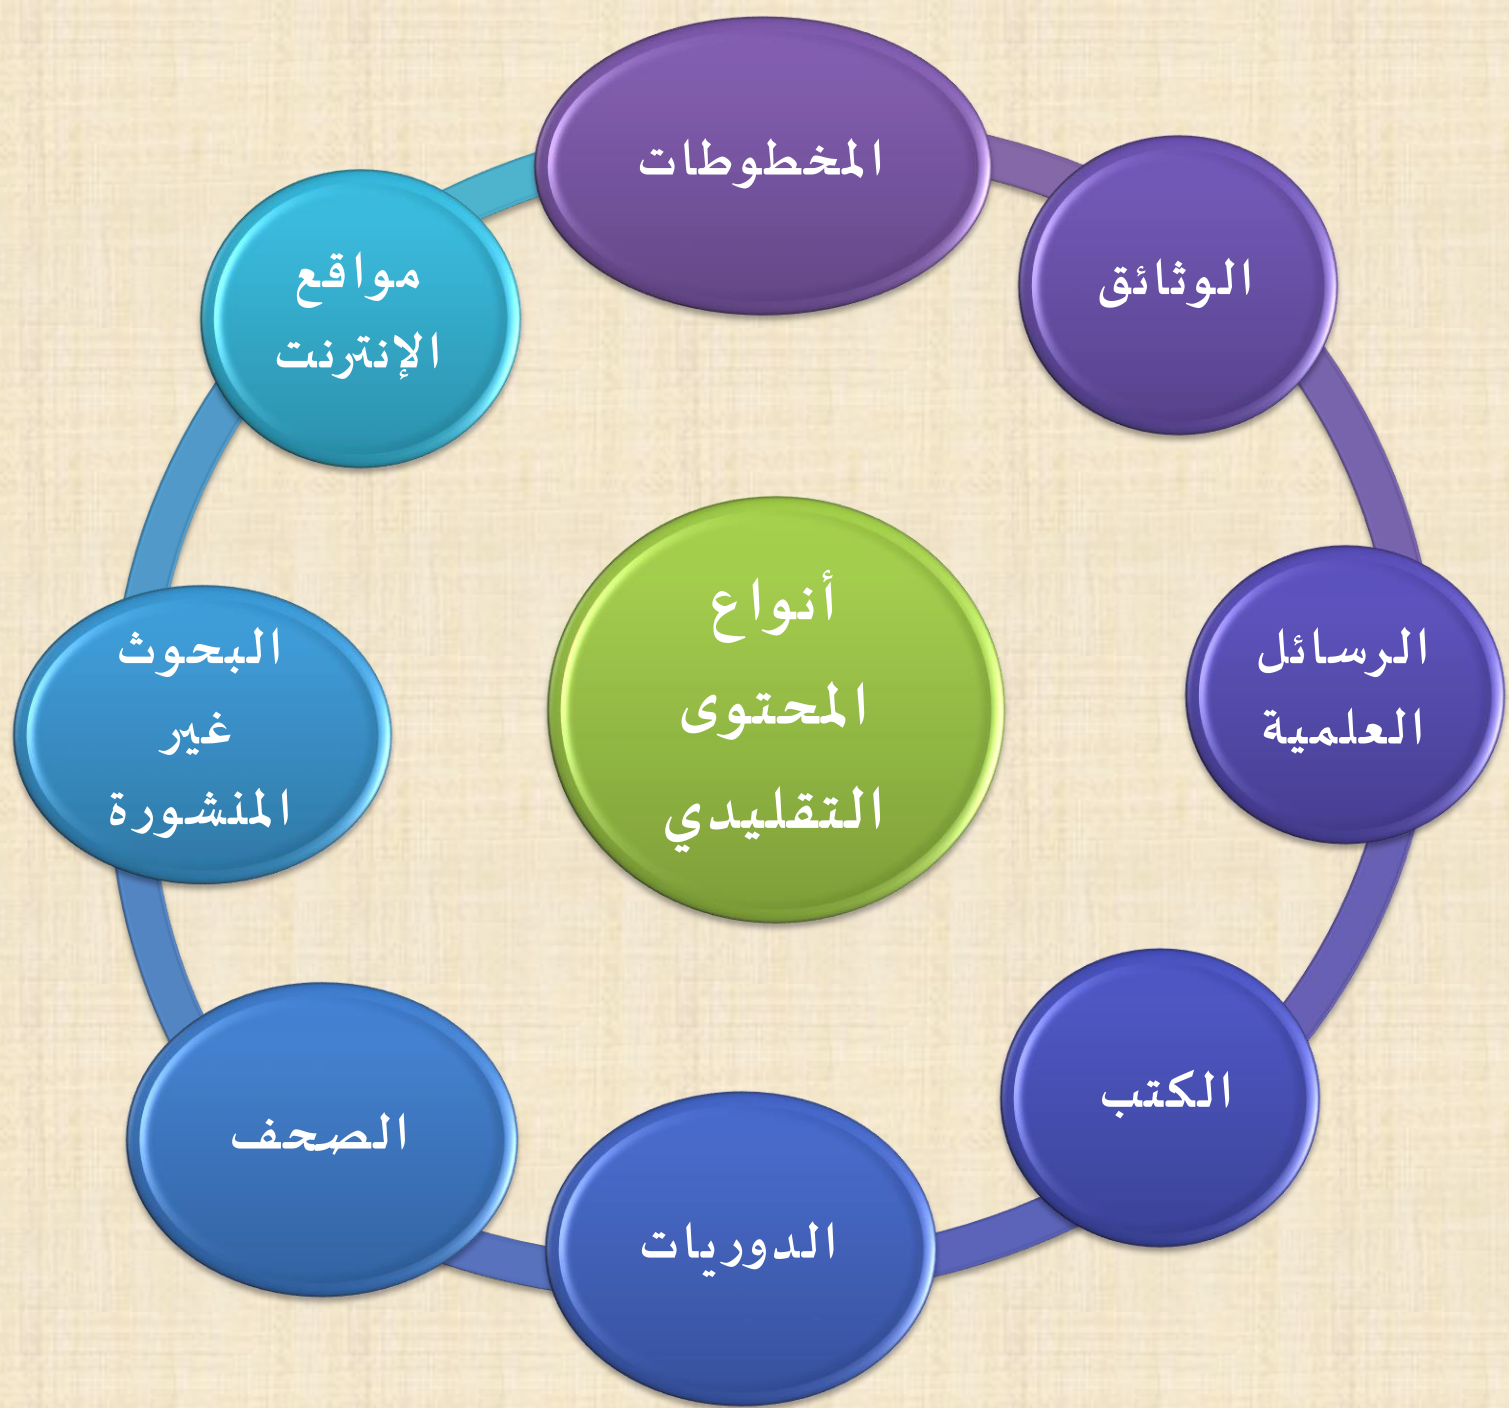 المخطوطات
الوثائق
الرسائل
العلمية
الكتب
الدوريات
الصحف
البحوث
غير
المنشورة
مواقع
الإنترنت
أنواع
المحتوى
التقليدي